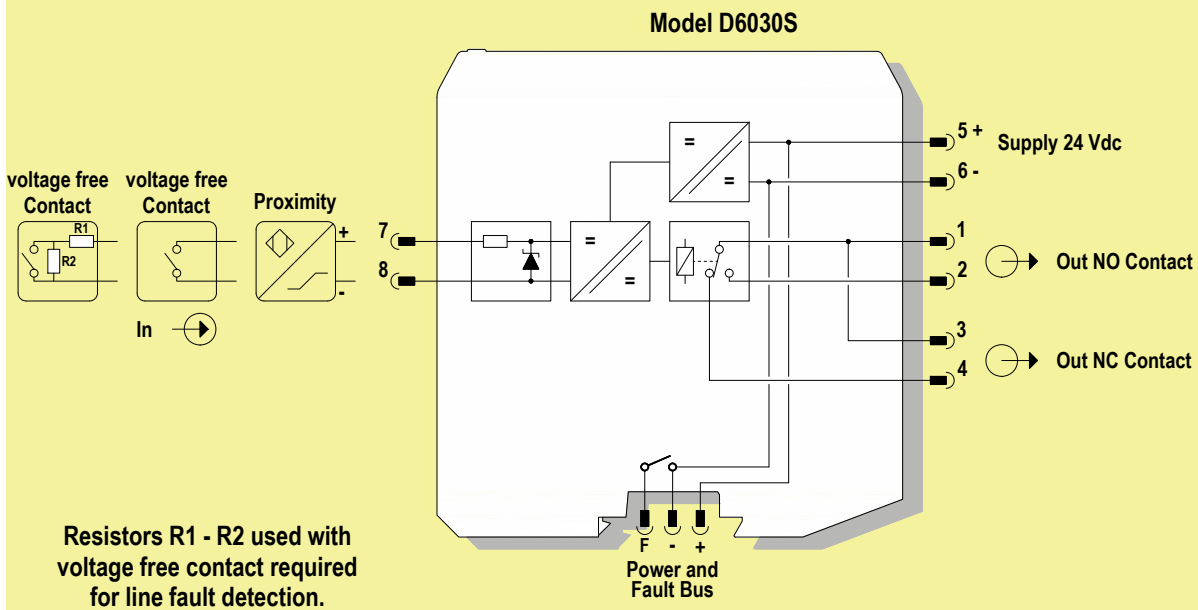 Model D6030S
5 +
Supply 24 Vdc
6 -
voltage free
Contact
voltage free
Contact
Proximity
R1
R2
+
-
7
8
=
=
=
=
1
2
Out NO Contact
3
4
Out NC Contact
In
F - +
Power and
Fault Bus
Resistors R1 - R2 used with
voltage free contact required
for line fault detection.